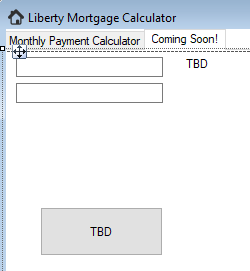 Liberty Mortgage Calculator
Monthly Payment Calculator Coming Soon!
TBD
TBD